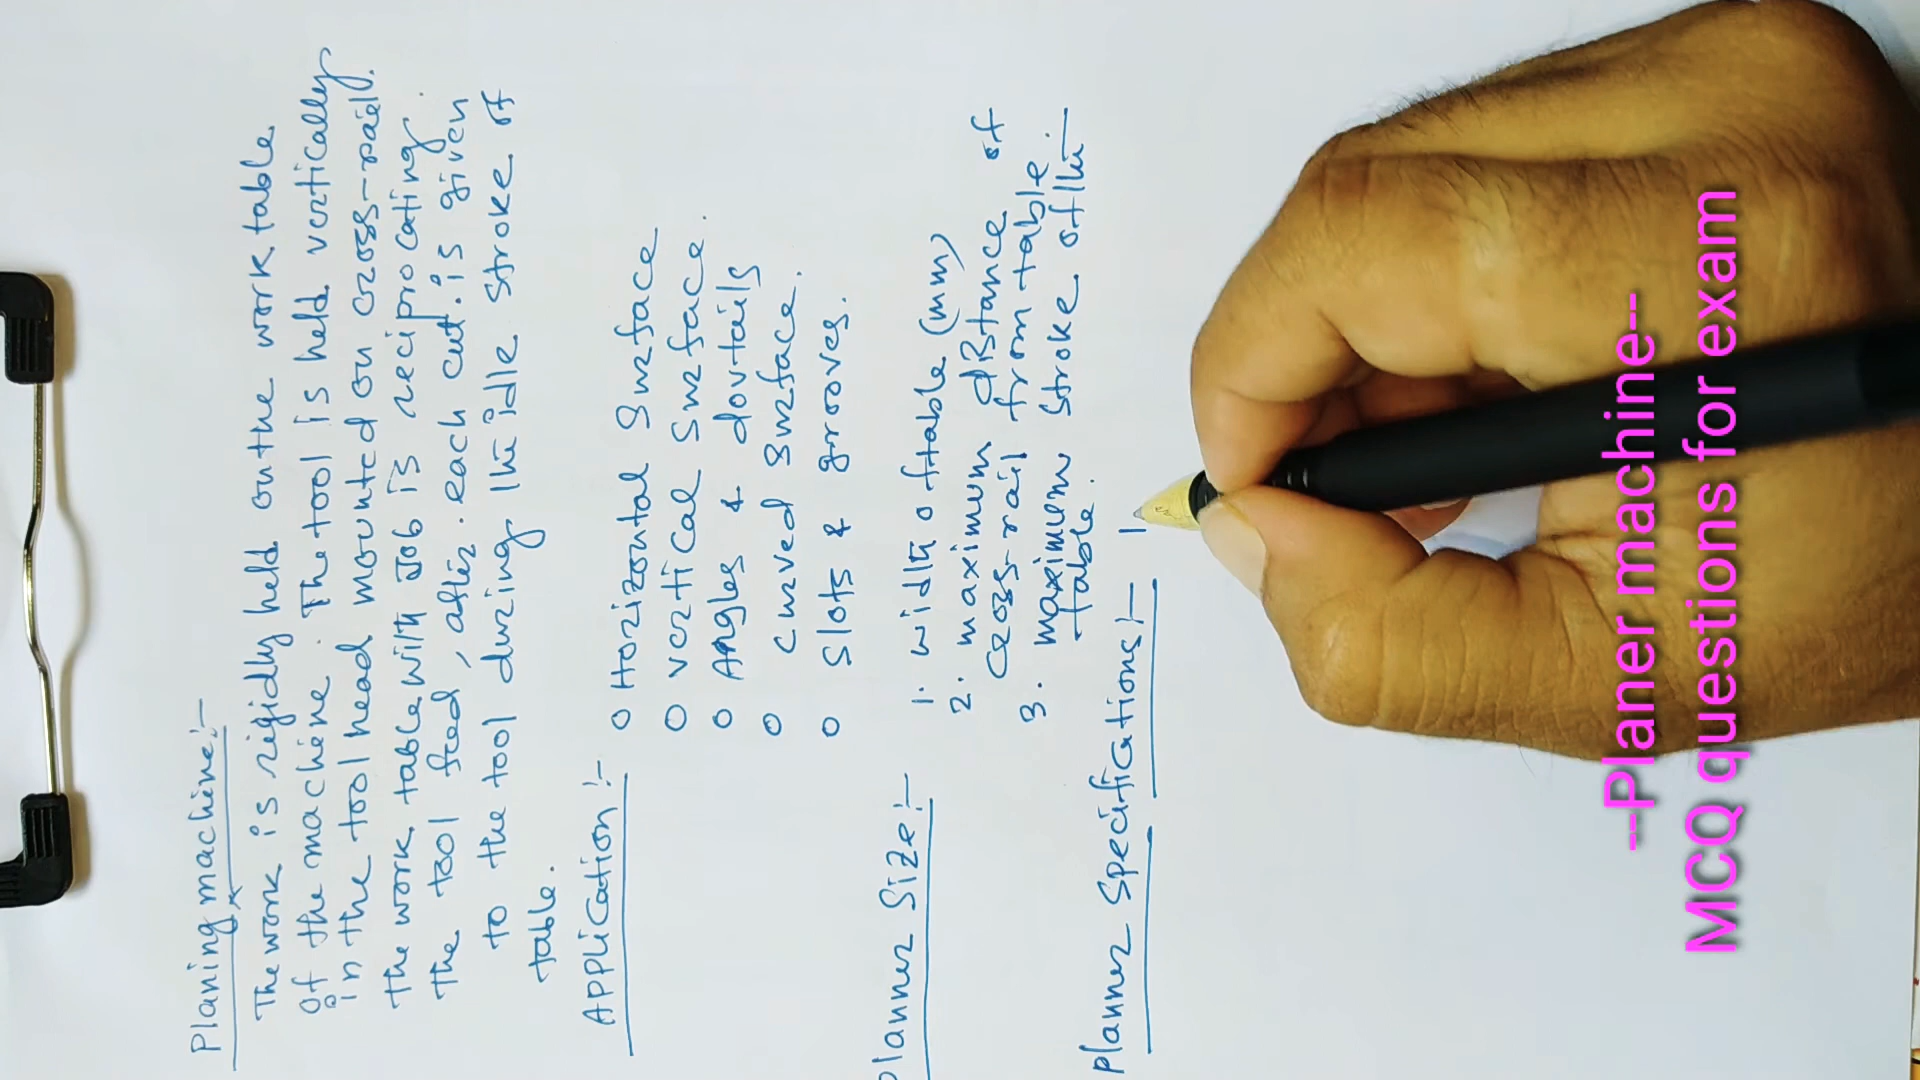 Planing machine:-
The work is rigidly held on the work table
of the machine. The tool is held vertically
in the tool head mounted on cross-rail.
the work table with Job is reciprocating.
the tool feed, after each cut is given
to the tool during the idle stroke of
table.
Application:-
o Horizontal Surface
o vertical Surface.
o Angles & dovtails
o curved surface.
o Slots & grooves.
planner Size:-
1. width of table (mm)
2. maximum distance of
cross-rail from table.
3. maximum stroke of the
table.
planner Specifications:- 1
--Planer machine--
MCQ questions for exam